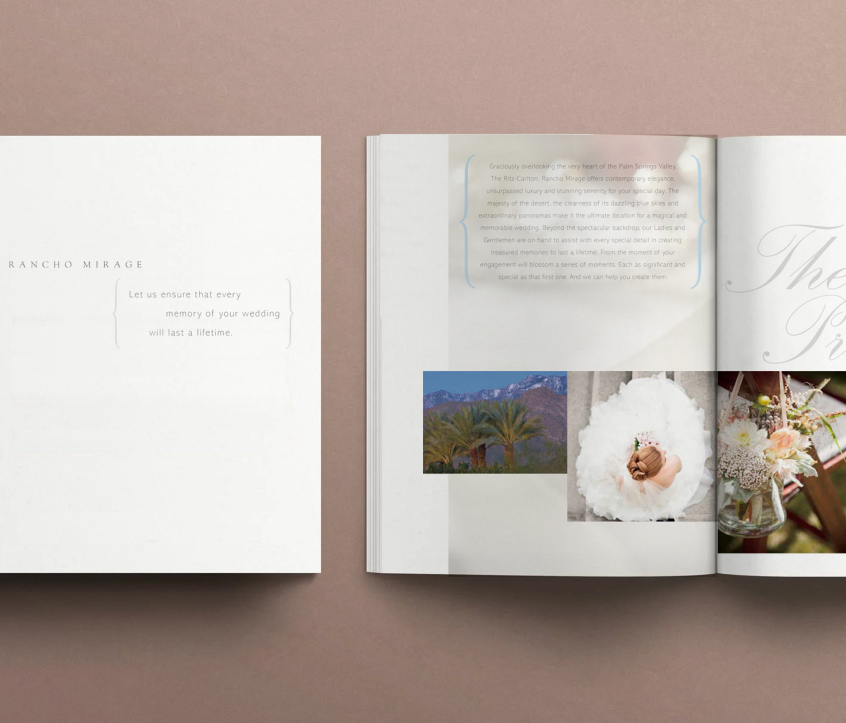 RANCHO MIRAGE
Let us ensure that every
memory of your wedding
will last a lifetime.
Graciously overlooking the very heart of the Palm Springs Valley.
The Ritz-Carlton, Rancho Mirage offers contemporary elegance,
unsurpassed luxury and stunning serenity for your special day. The
majesty of the desert, the clearness of its dazzling blue skies and
extraordinary panoramas make it the ultimate location for a magical and
memorable wedding. Beyond the spectacular backdrop, our Ladies and
Gentlemen are on hand to assist with every special detail in creating
treasured memories to last a lifetime. From the moment of your
engagement will blossom a series of moments. Each as significant and
special as that first one. And we can help you create them.
The
Pr